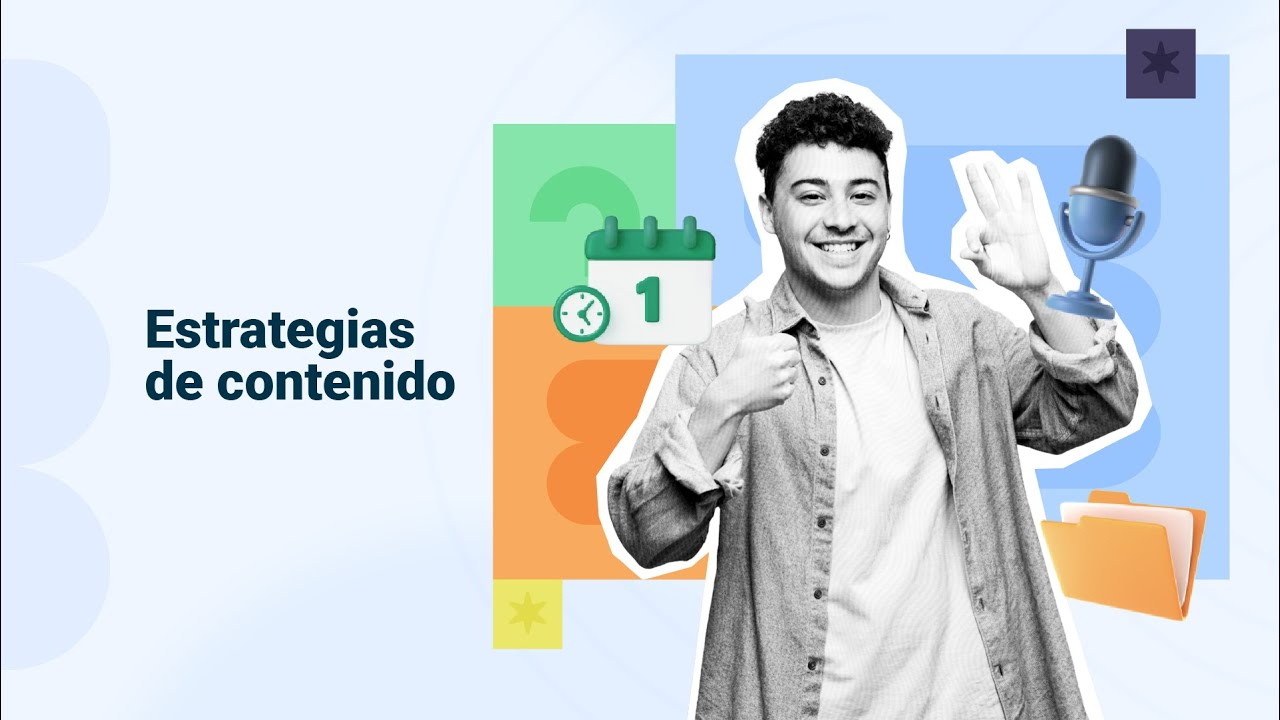 Estrategias
de contenido
1